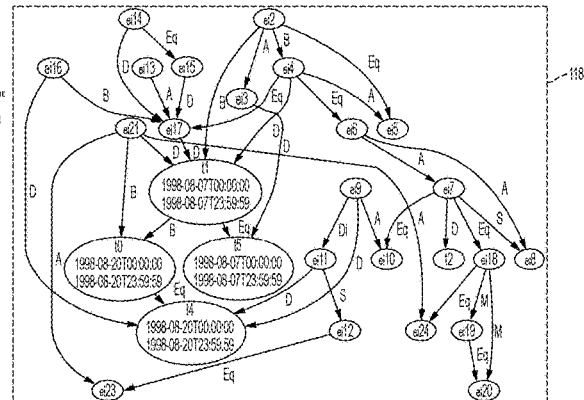 ei14
ei2
Eq
A
B
Eq
ei16
D
ei13
ei15
ei4
118
B
A
D
B
ei3
Eq
Eq
A
ei5
ei21
ei17
D
D
D
D
ei6
A
D
t1
1998-08-07T00:00:00
1998-08-07T23:59:59
A
S
B
ei9
ei7
Di
A
A
Eq
D
Eq
A
B
Eq
t0
1998-08-20T00:00:00
1998-08-20T23:59:59
t5
1998-08-07T00:00:00
1998-08-07T23:59:59
ei11
D
ei10
t2
ei18
ei8
Eq
D
S
Eq
M
M
t4
1998-08-20T00:00:00
1998-08-20T23:59:59
ei12
ei24
ei19
Eq
Eq
ei23
ei20